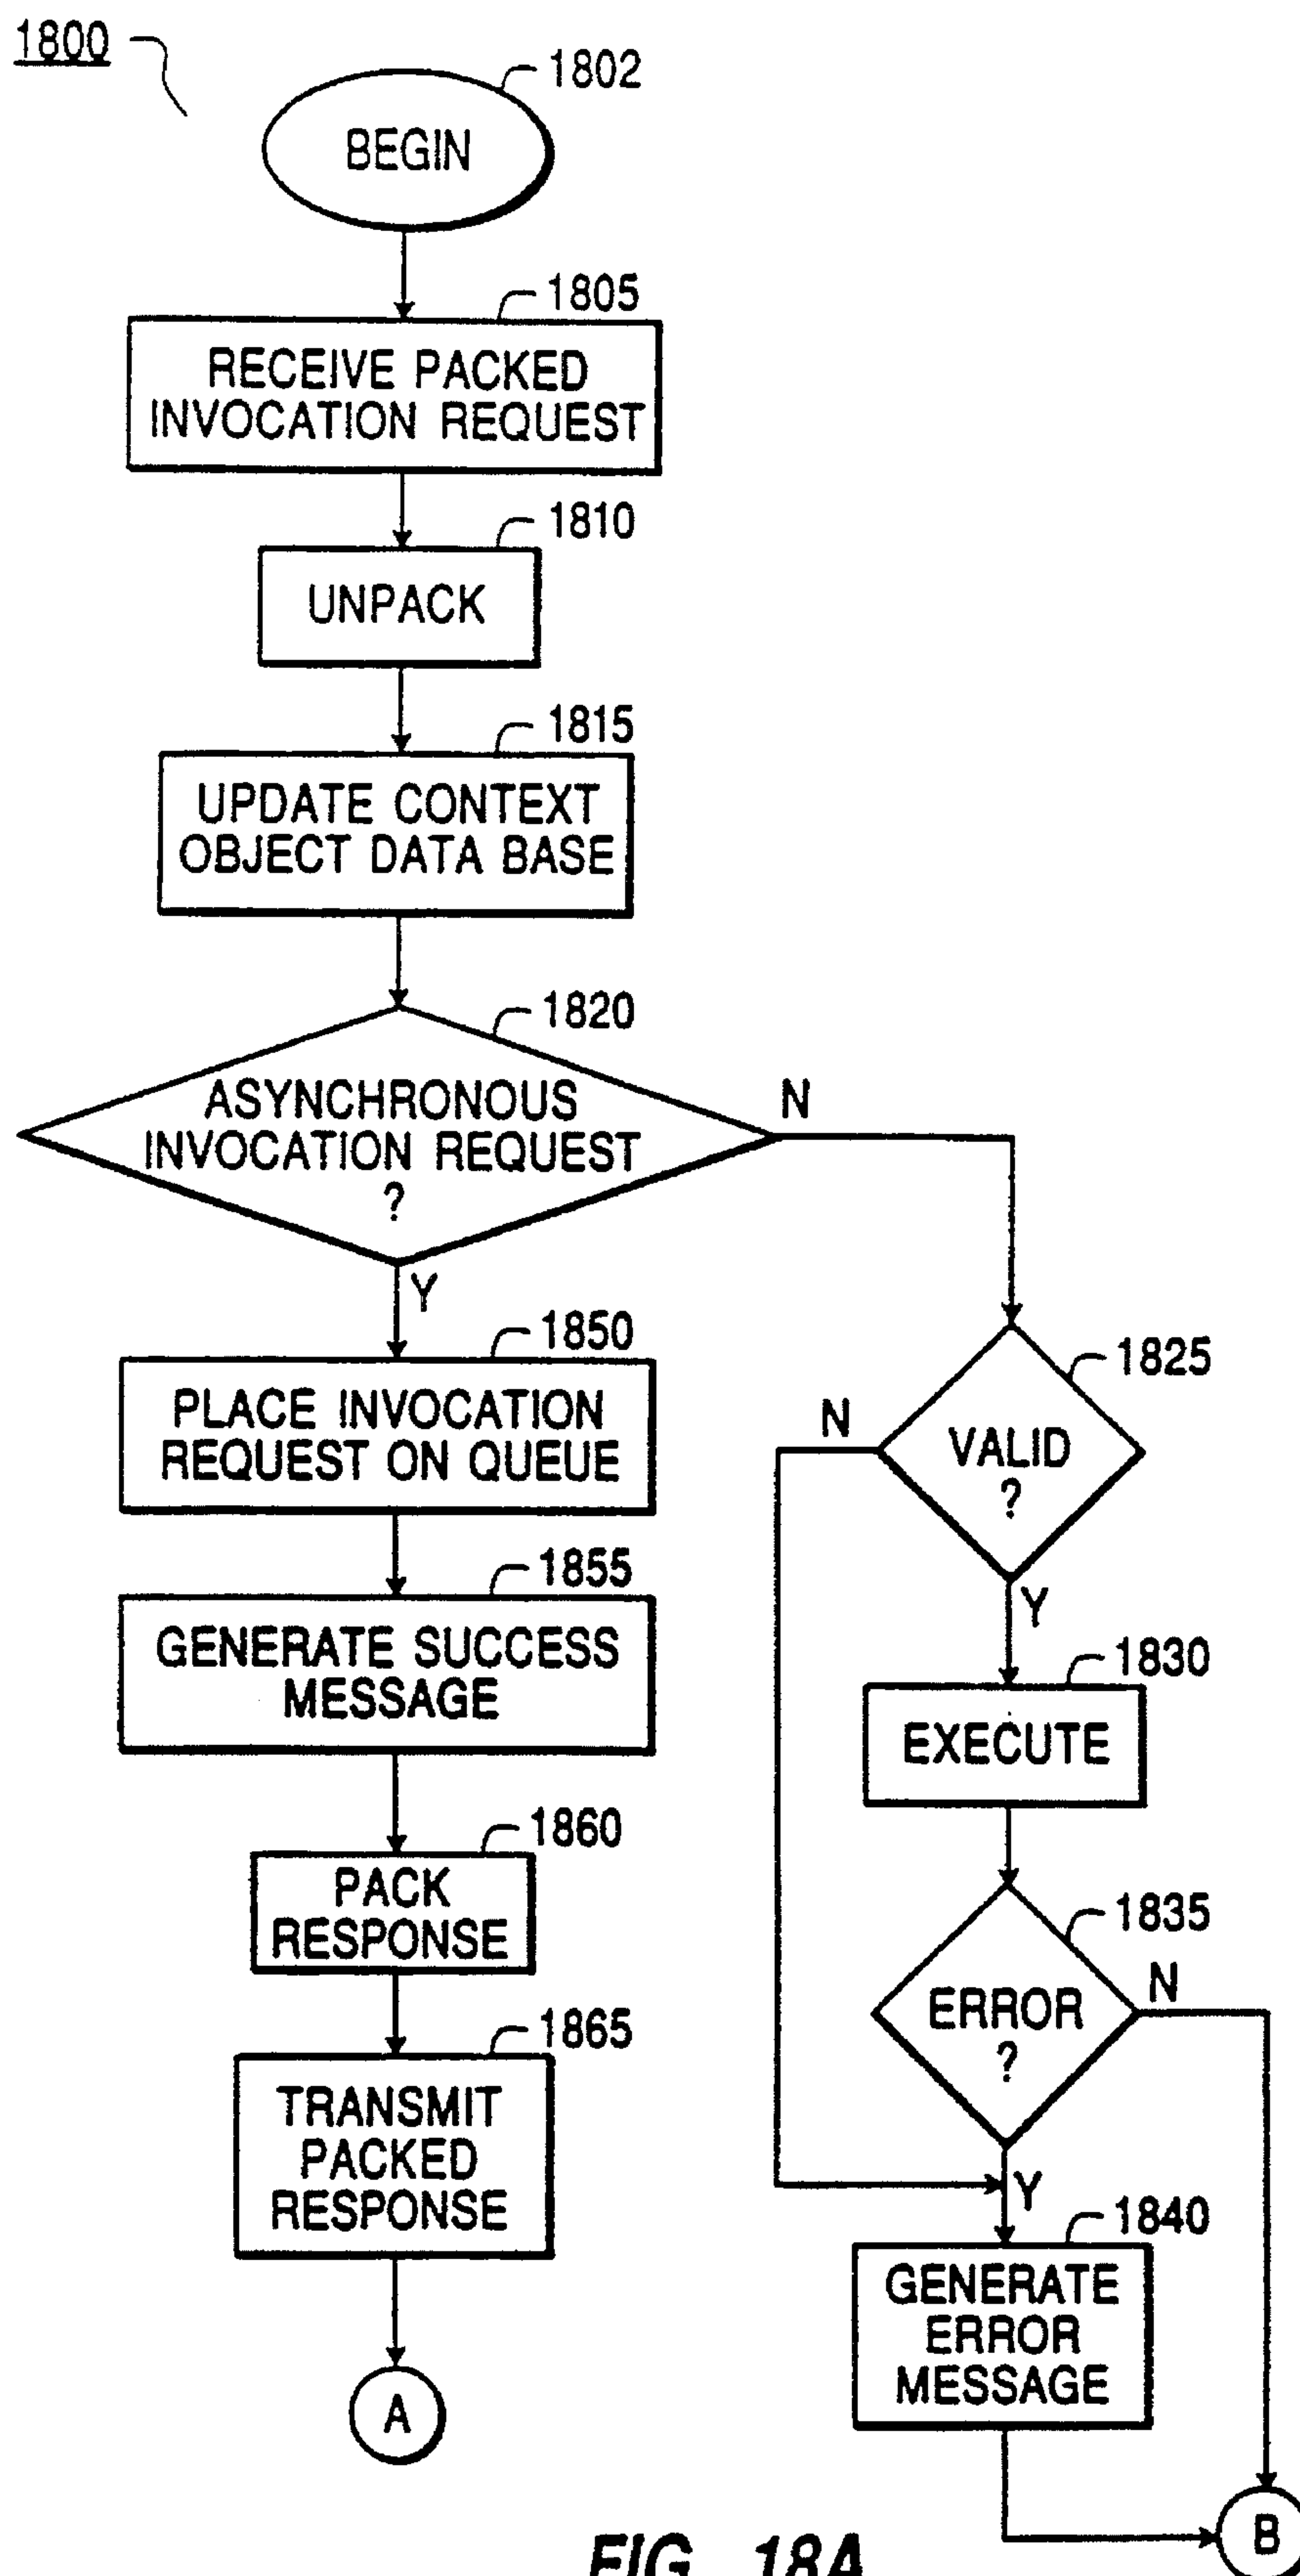 1800
1802
BEGIN
1805
RECEIVE PACKED
INVOCATION REQUEST
1810
UNPACK
1815
UPDATE CONTEXT
OBJECT DATA BASE
1820
ASYNCHRONOUS
INVOCATION REQUEST
?
N
Y
1850
PLACE INVOCATION
REQUEST ON QUEUE
1855
GENERATE SUCCESS
MESSAGE
1860
PACK
RESPONSE
1865
TRANSMIT
PACKED
RESPONSE
A
1825
VALID
?
N
Y
1830
EXECUTE
1835
ERROR
?
N
Y
1840
GENERATE
ERROR
MESSAGE
B
FIG. 18A